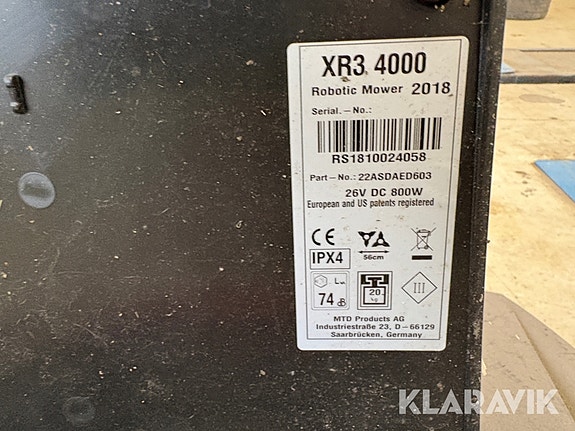 XR3 4000
Robotic Mower 2018
Serial.-No.:
RS1810024058
Part-No.: 22ASDAED603
26V DC 800W
European and US patents registered
CE
56cm
IPX4
74 dB
20 kg
III
MTD Products AG
Industriestraße 23, D-66129
Saarbrücken, Germany
KLARAVIK